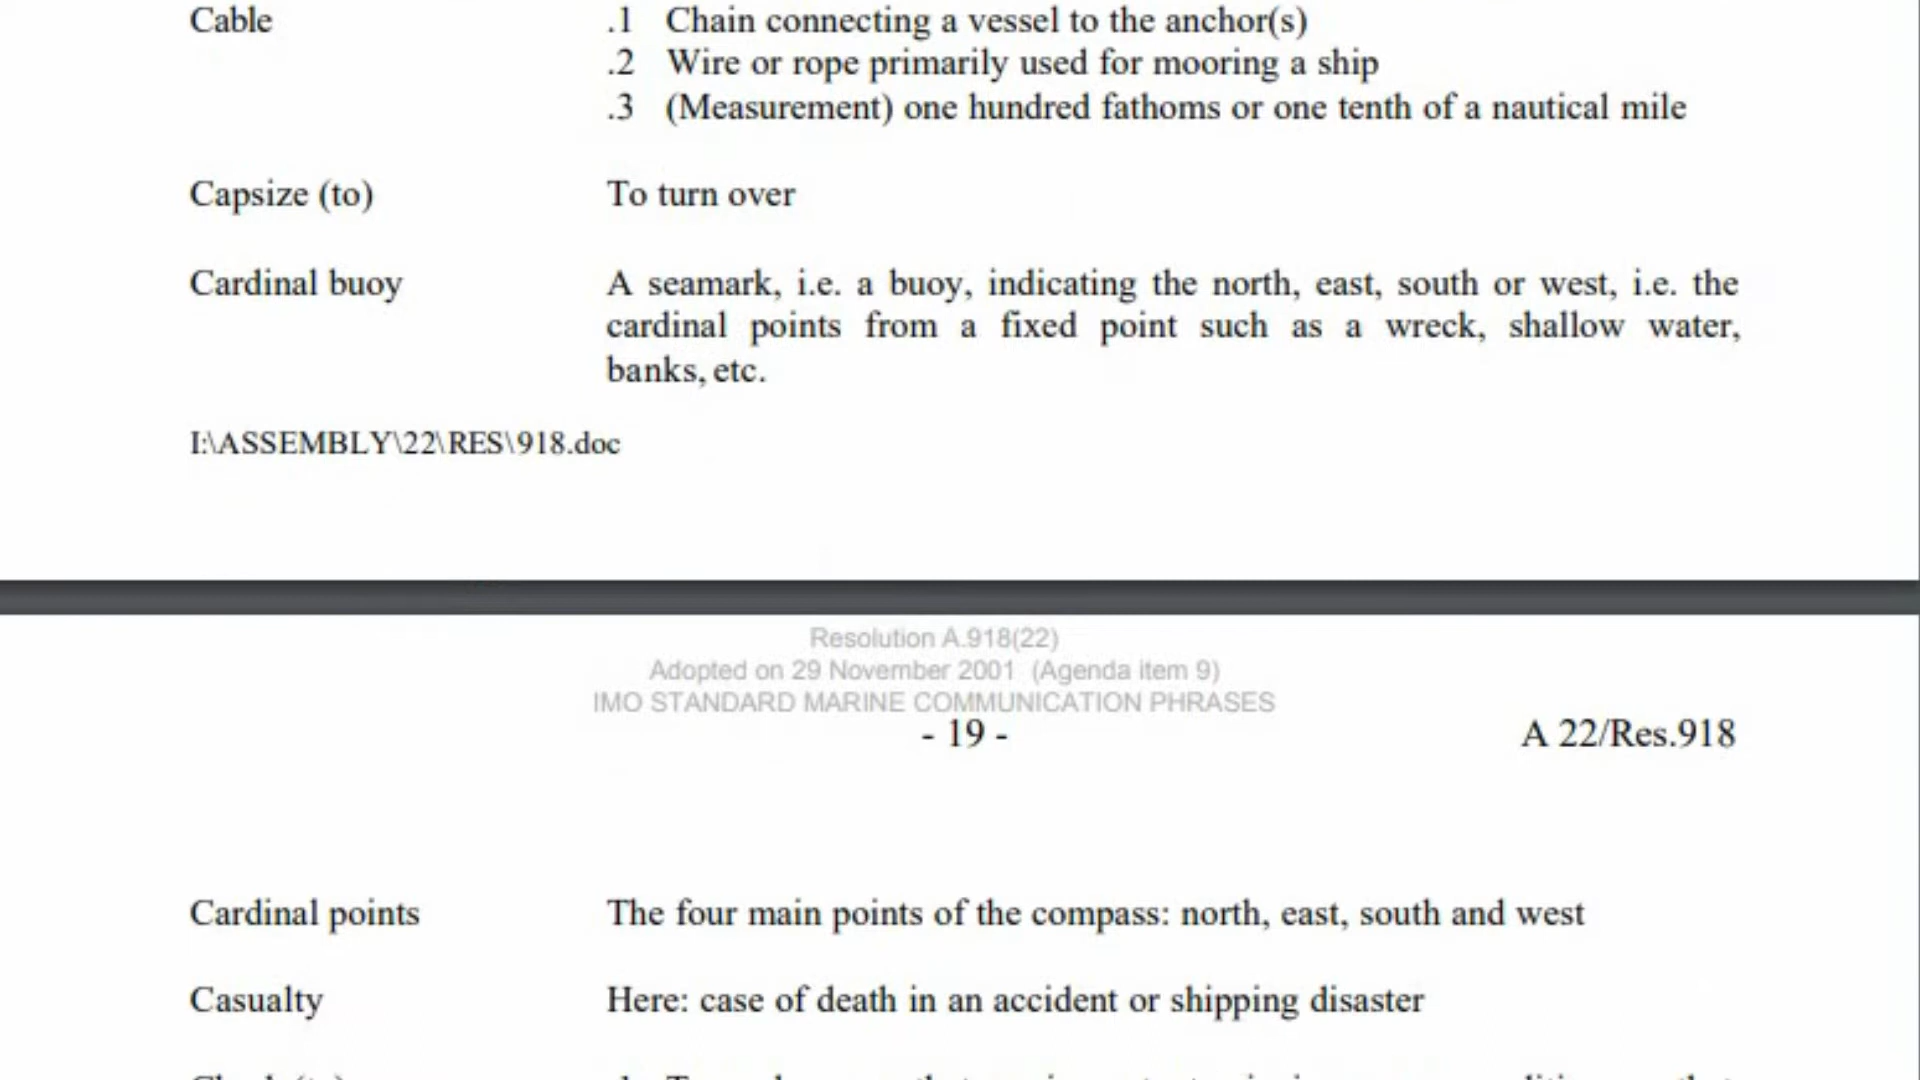 Cable .1 Chain connecting a vessel to the anchor(s)
.2 Wire or rope primarily used for mooring a ship
.3 (Measurement) one hundred fathoms or one tenth of a nautical mile
Capsize (to) To turn over
Cardinal buoy A seamark, i.e. a buoy, indicating the north, east, south or west, i.e. the
cardinal points from a fixed point such as a wreck, shallow water,
banks, etc.
I:\ASSEMBLY\22\RES\918.doc
Resolution A.918(22)
Adopted on 29 November 2001 (Agenda item 9)
IMO STANDARD MARINE COMMUNICATION PHRASES
- 19 - A 22/Res.918
Cardinal points The four main points of the compass: north, east, south and west
Casualty Here: case of death in an accident or shipping disaster